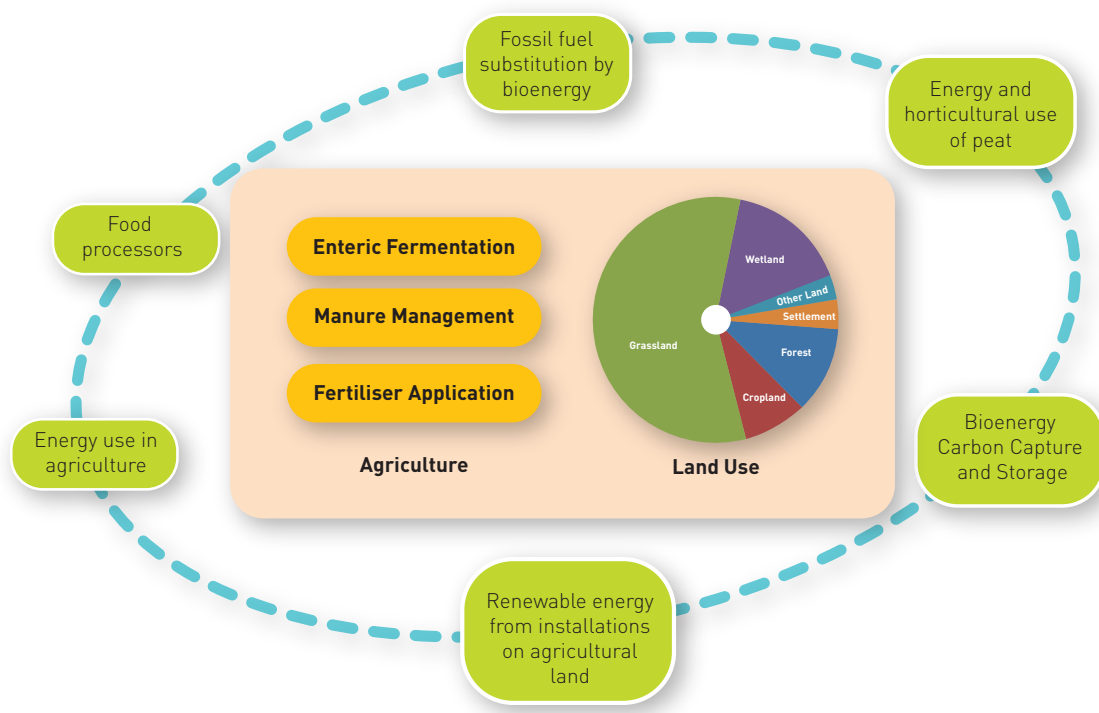 Fossil fuel
substitution by
bioenergy
Energy and
horticultural use
of peat
Food
processors
Enteric Fermentation
Manure Management
Fertiliser Application
Agriculture
Wetland
Other Land
Settlement
Grassland
Forest
Cropland
Land Use
Energy use in
agriculture
Bioenergy
Carbon Capture
and Storage
Renewable energy
from installations
on agricultural
land